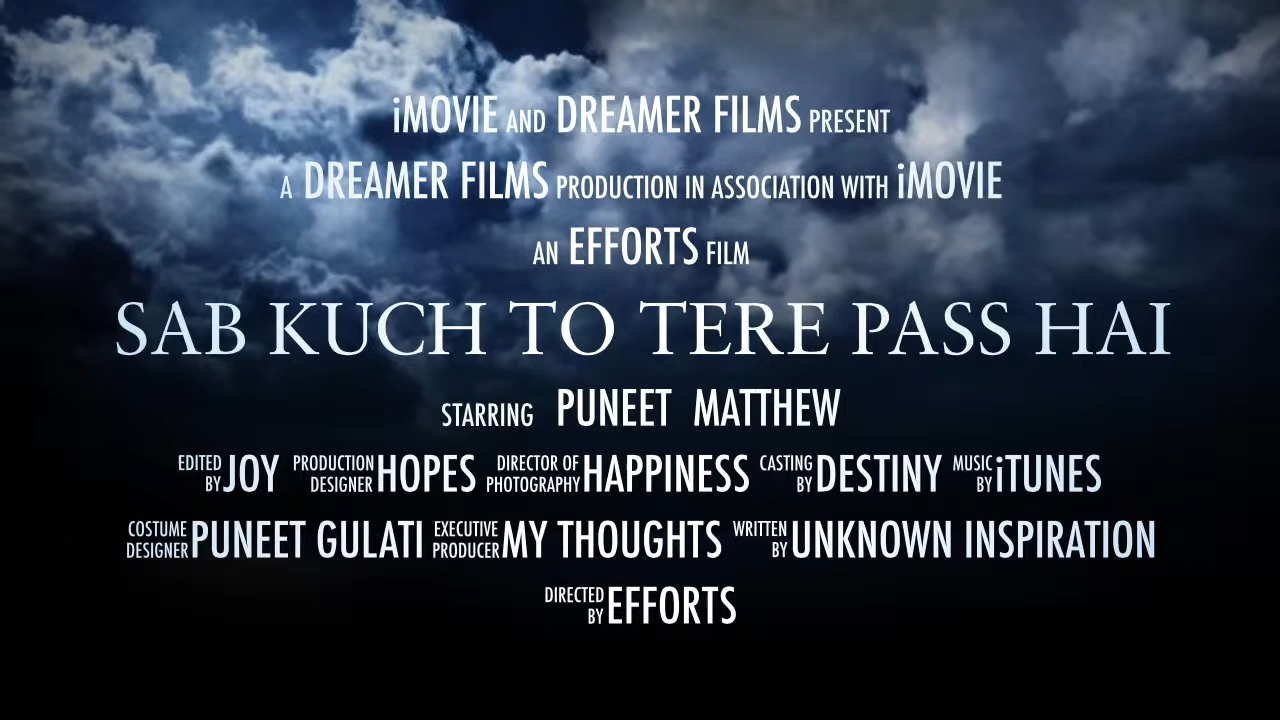 iMOVIE AND DREAMER FILMS PRESENT
A DREAMER FILMS PRODUCTION IN ASSOCIATION WITH iMOVIE
AN EFFORTS FILM
SAB KUCH TO TERE PASS HAI
STARRING PUNEET MATTHEW
EDITED BY JOY PRODUCTION DESIGNER HOPES DIRECTOR OF PHOTOGRAPHY HAPPINESS CASTING BY DESTINY MUSIC BY iTUNES
COSTUME DESIGNER PUNEET GULATI EXECUTIVE PRODUCER MY THOUGHTS WRITTEN BY UNKNOWN INSPIRATION
DIRECTED BY EFFORTS